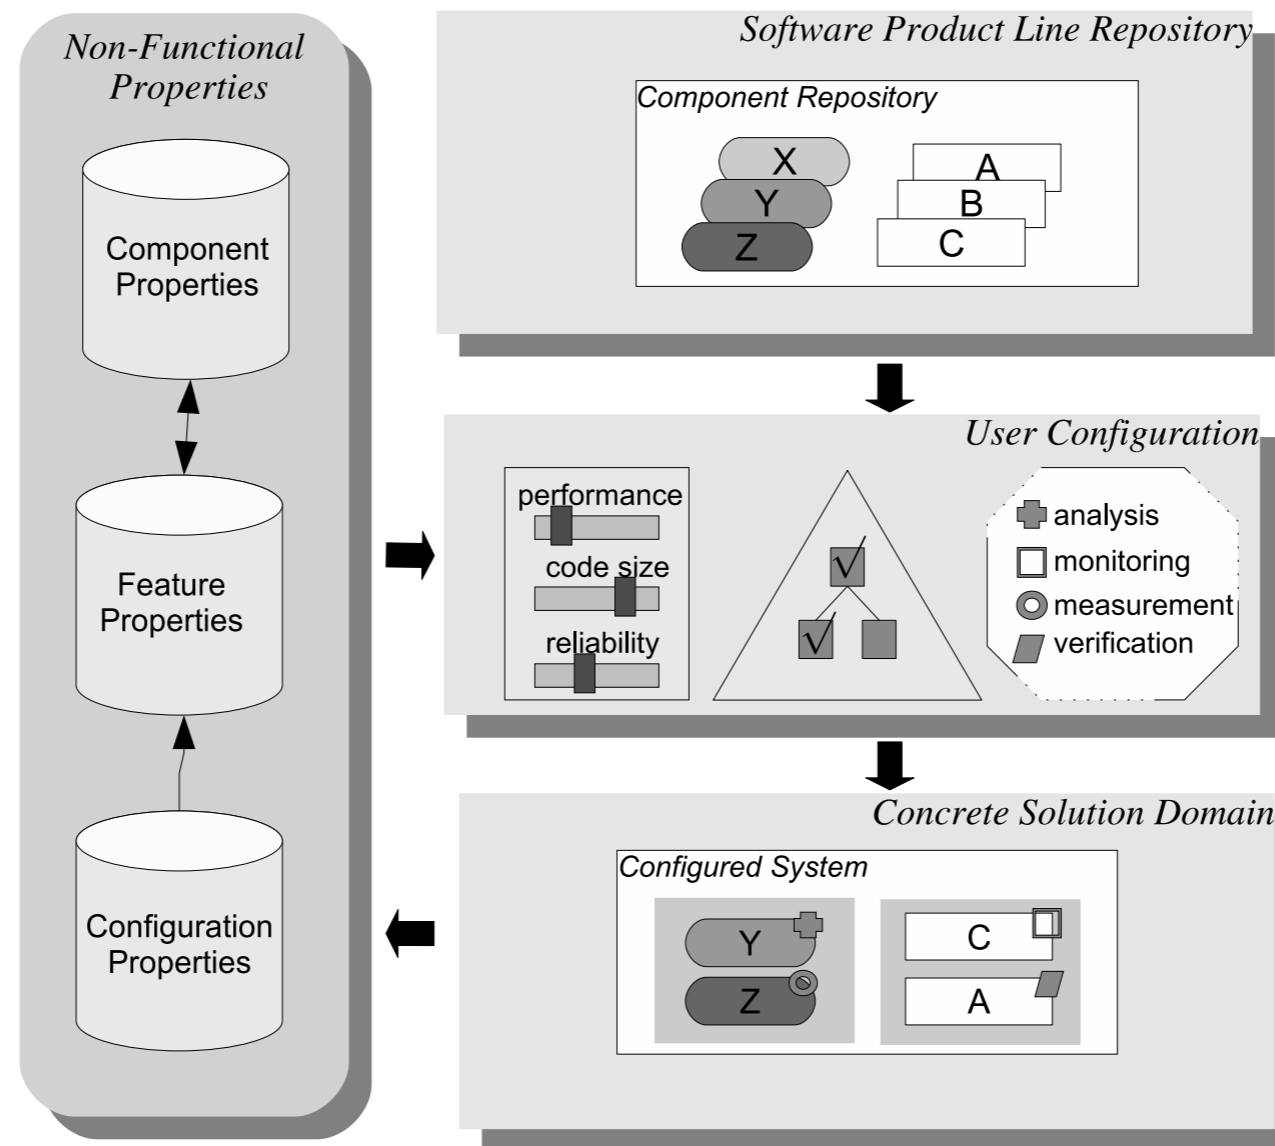 Non-Functional
Properties
Component
Properties
Feature
Properties
Configuration
Properties
Software Product Line Repository
Component Repository
X
Y
Z
A
B
C
User Configuration
performance
code size
reliability
√
√
analysis
monitoring
measurement
verification
Concrete Solution Domain
Configured System
Y
Z
C
A